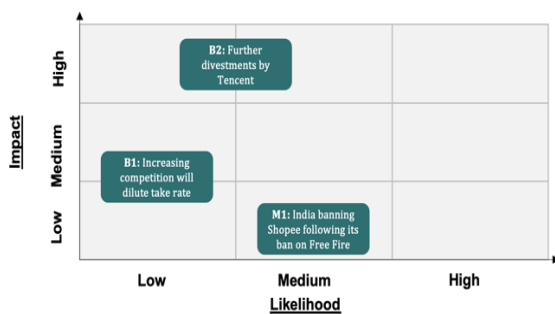 B2: Further
divestments by
Tencent
High
Impact
Medium
B1: Increasing
competition will
dilute take rate
Low
M1: India banning
Shopee following its
ban on Free Fire
Low
Medium
High
Likelihood